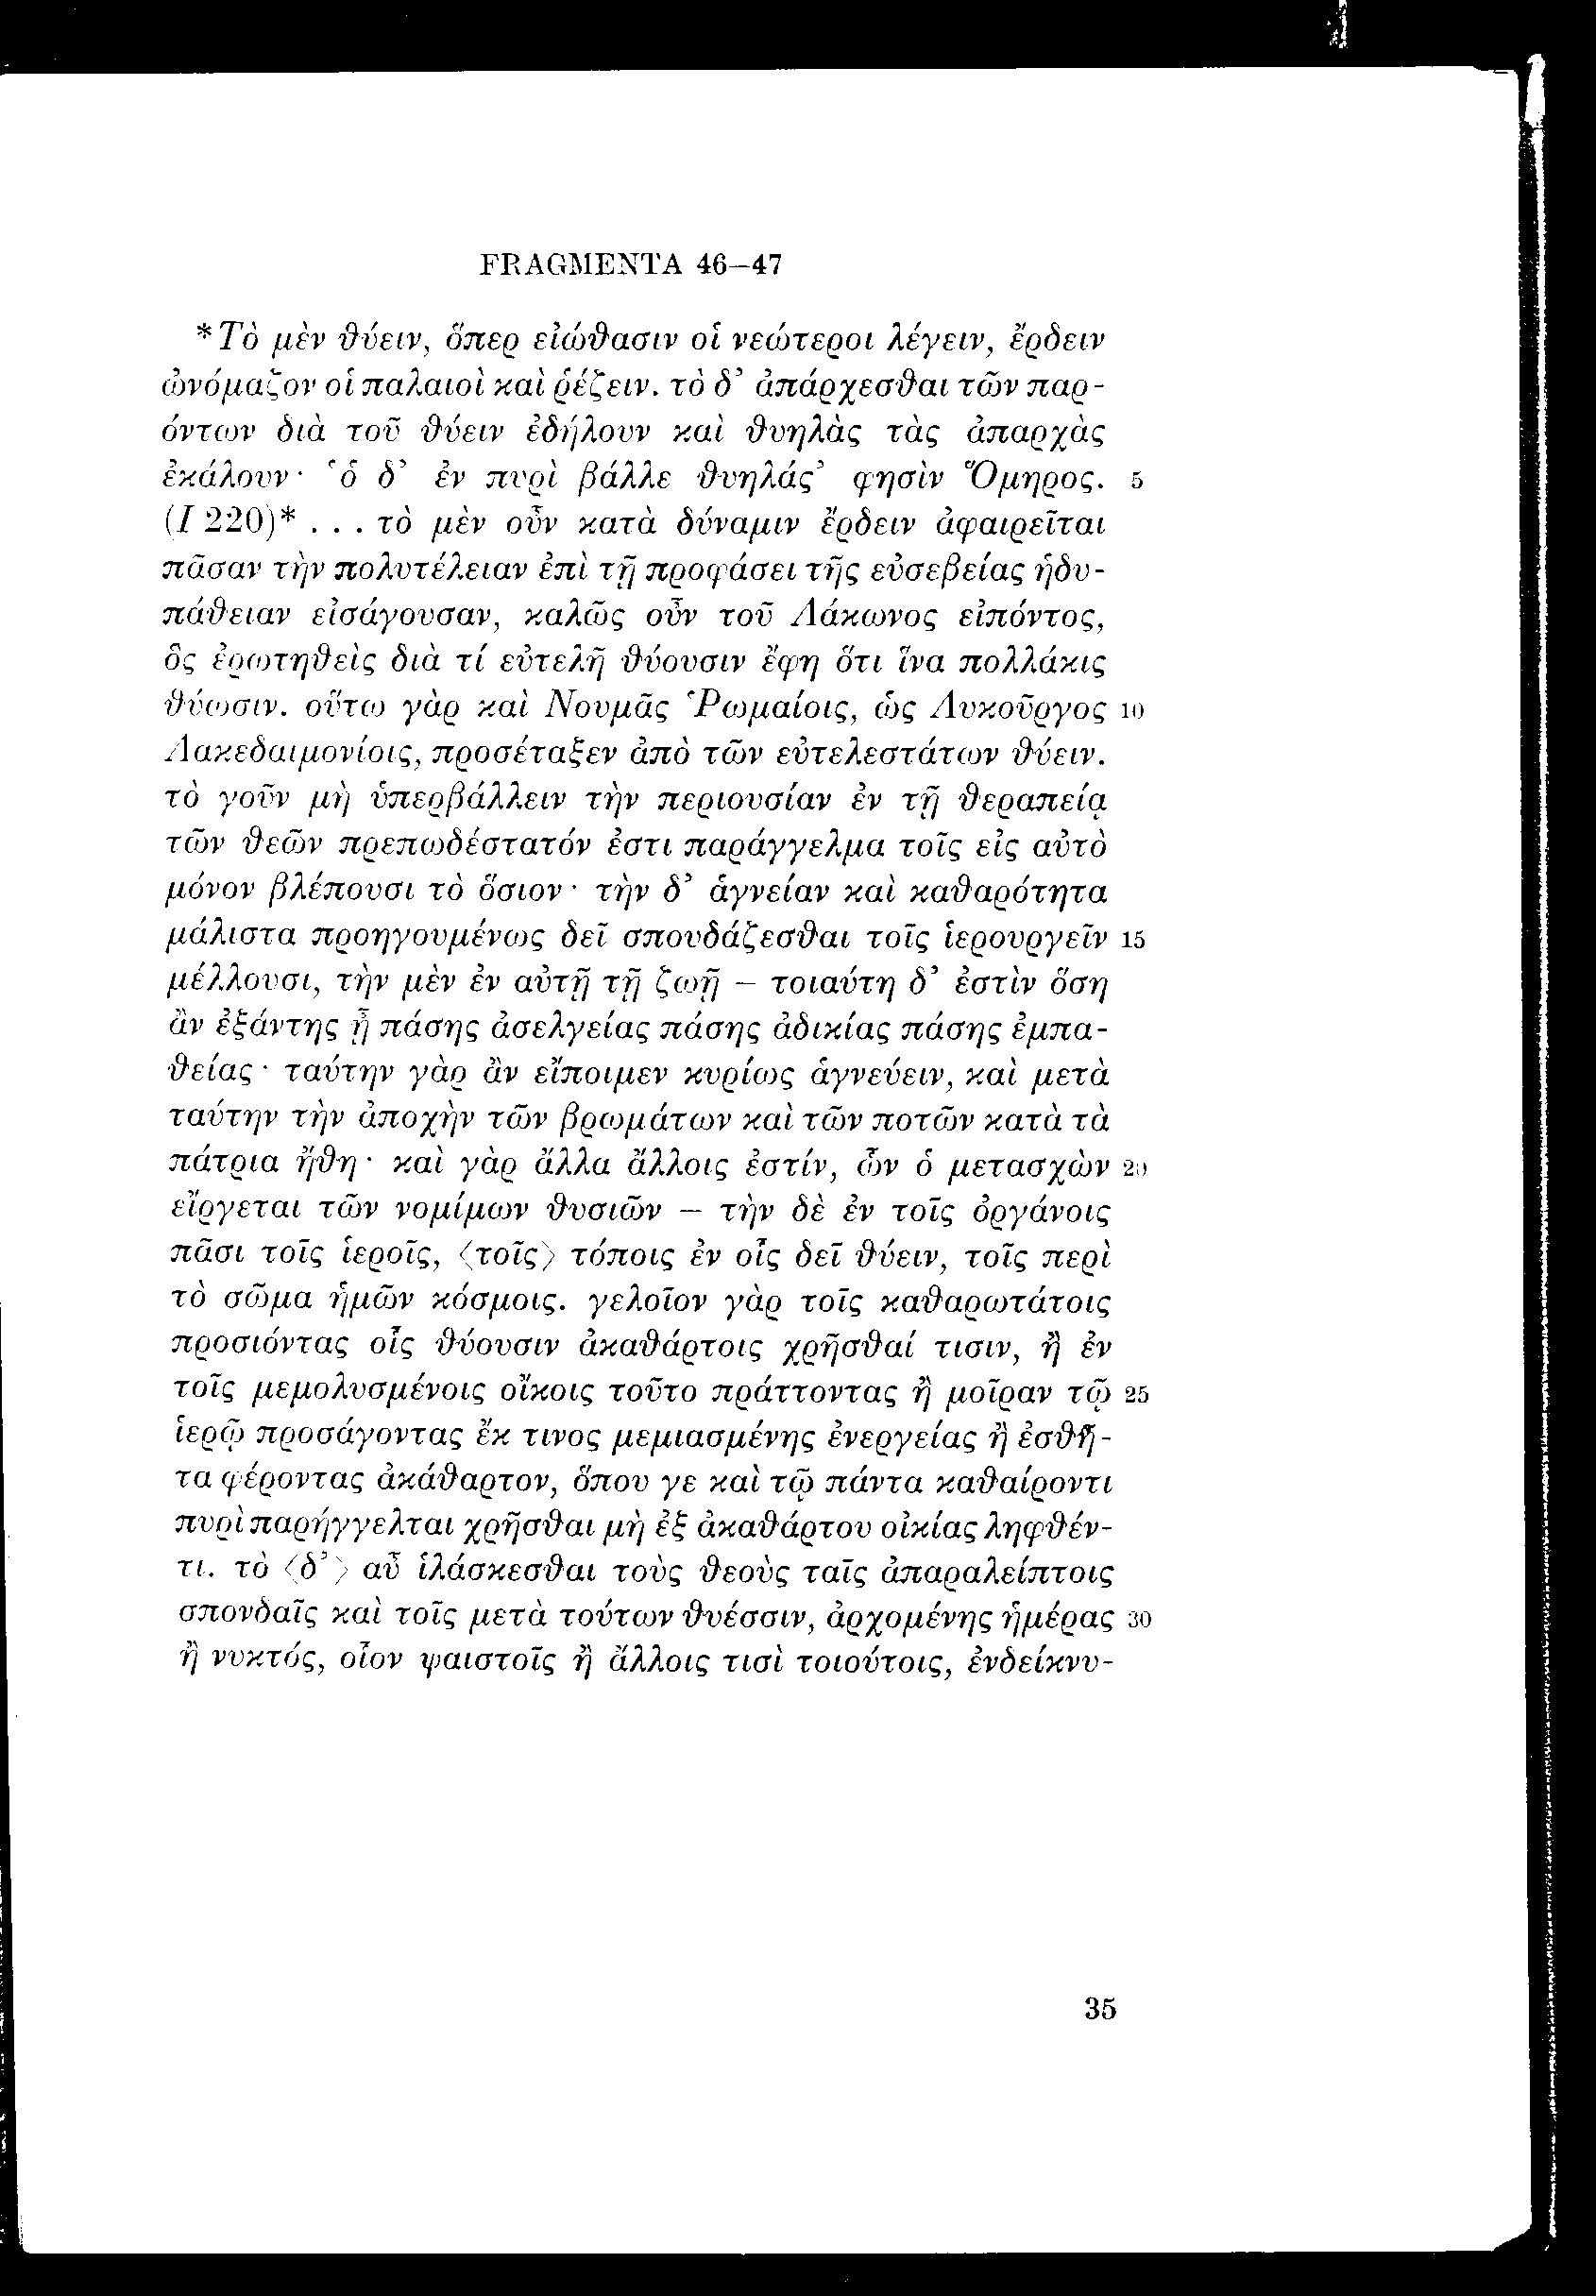 FRAGMENTA 46–47
*Τὸ μὲν θύειν, ὅπερ εἰώθασιν οἱ νεώτεροι λέγειν, ἔρδειν
ὠνόμαζον οἱ παλαιοὶ καὶ ῥέζειν. τὸ δ’ ἀπάρχεσθαι τῶν παρ-
όντων διὰ τοῦ θύειν ἐδήλουν καὶ θυηλὰς τὰς ἀπαρχὰς
ἐκάλουν· ‘ὁ δ’ ἐν πυρὶ βάλλε θυηλάς’ φησὶν Ὅμηρος. 5
(I 220)* . . . τὸ μὲν οὖν κατὰ δύναμιν ἔρδειν ἀφαιρεῖται
πᾶσαν τὴν πολυτέλειαν ἐπὶ τῇ προφάσει τῆς εὐσεβείας ἡδυ-
πάθειαν εἰσάγουσαν, καλῶς οὖν τοῦ Λάκωνος εἰπόντος,
ὃς ἐρωτηθεὶς διὰ τί εὐτελῆ θύουσιν ἔφη ὅτι ἵνα πολλάκις
θύωσιν. οὕτω γὰρ καὶ Νουμᾶς Ῥωμαίοις, ὡς Λυκοῦργος 10
Λακεδαιμονίοις, προσέταξεν ἀπὸ τῶν εὐτελεστάτων θύειν.
τὸ γοῦν μὴ ὑπερβάλλειν τὴν περιουσίαν ἐν τῇ θεραπείᾳ
τῶν θεῶν πρεπωδέστατόν ἐστι παράγγελμα τοῖς εἰς αὐτὸ
μόνον βλέπουσι τὸ ὅσιον· τὴν δ’ ἁγνείαν καὶ καθαρότητα
μάλιστα προηγουμένως δεῖ σπουδάζεσθαι τοῖς ἱερουργεῖν 15
μέλλουσι, τὴν μὲν ἐν αὐτῇ τῇ ζωῇ – τοιαύτη δ’ ἐστὶν ὅση
ἂν ἐξάντης ᾖ πάσης ἀσελγείας πάσης ἀδικίας πάσης ἐμπα-
θείας· ταύτην γὰρ ἂν εἴποιμεν κυρίως ἁγνεύειν, καὶ μετὰ
ταύτην τὴν ἀποχὴν τῶν βρωμάτων καὶ τῶν ποτῶν κατὰ τὰ
πάτρια ἤθη· καὶ γὰρ ἄλλα ἄλλοις ἐστίν, ὧν ὁ μετασχὼν 20
εἴργεται τῶν νομίμων θυσιῶν – τὴν δὲ ἐν τοῖς ὀργάνοις
πᾶσι τοῖς ἱεροῖς, <τοῖς> τόποις ἐν οἷς δεῖ θύειν, τοῖς περὶ
τὸ σῶμα ἡμῶν κόσμοις. γελοῖον γὰρ τοῖς καθαρωτάτοις
προσιόντας οἷς θύουσιν ἀκαθάρτοις χρῆσθαί τισιν, ἢ ἐν
τοῖς μεμολυσμένοις οἴκοις τοῦτο πράττοντας ἢ μοῖραν τῷ 25
ἱερῷ προσάγοντας ἔκ τινος μεμιασμένης ἐνεργείας ἢ ἐσθῆ-
τα φέροντας ἀκάθαρτον, ὅπου γε καὶ τῷ πάντα καθαίροντι
πυρὶ παρήγγελται χρῆσθαι μὴ ἐξ ἀκαθάρτου οἰκίας ληφθέν-
τι. τὸ <δ’> αὖ ἱλάσκεσθαι τοὺς θεοὺς ταῖς ἀπαραλείπτοις
σπονδαῖς καὶ τοῖς μετὰ τούτων θυέσσιν, ἀρχομένης ἡμέρας 30
ἢ νυκτός, οἷον ψαιστοῖς ἢ ἄλλοις τισὶ τοιούτοις, ἐνδείκνυ-
35